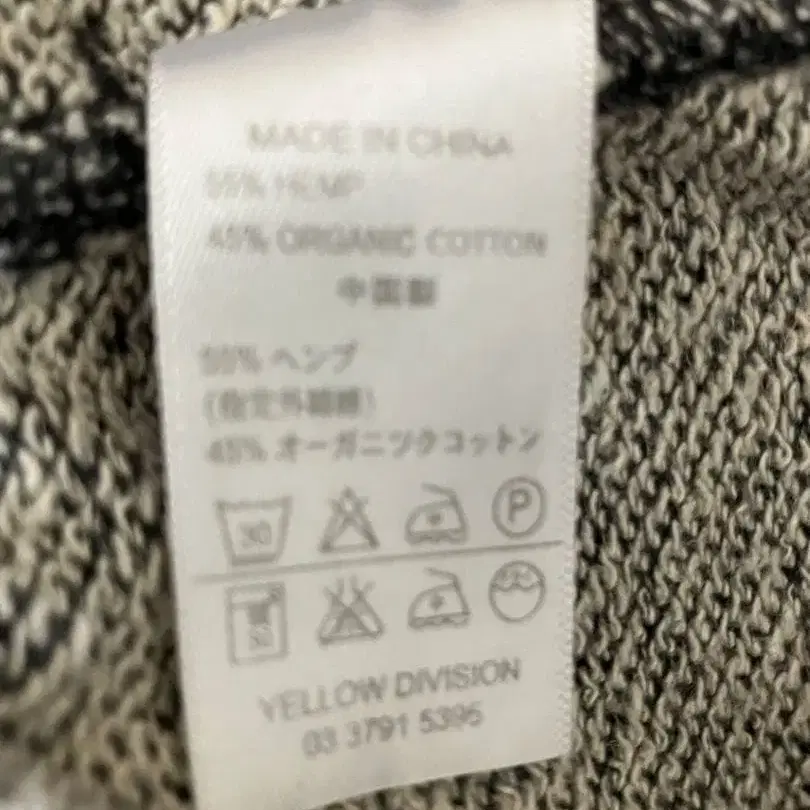 MADE IN CHINA
55% HEMP
45% ORGANIC COTTON
中国製
55% ヘンプ
(指定外繊維)
45% オーガニックコットン
30
P
YELLOW DIVISION
03 3791 5395